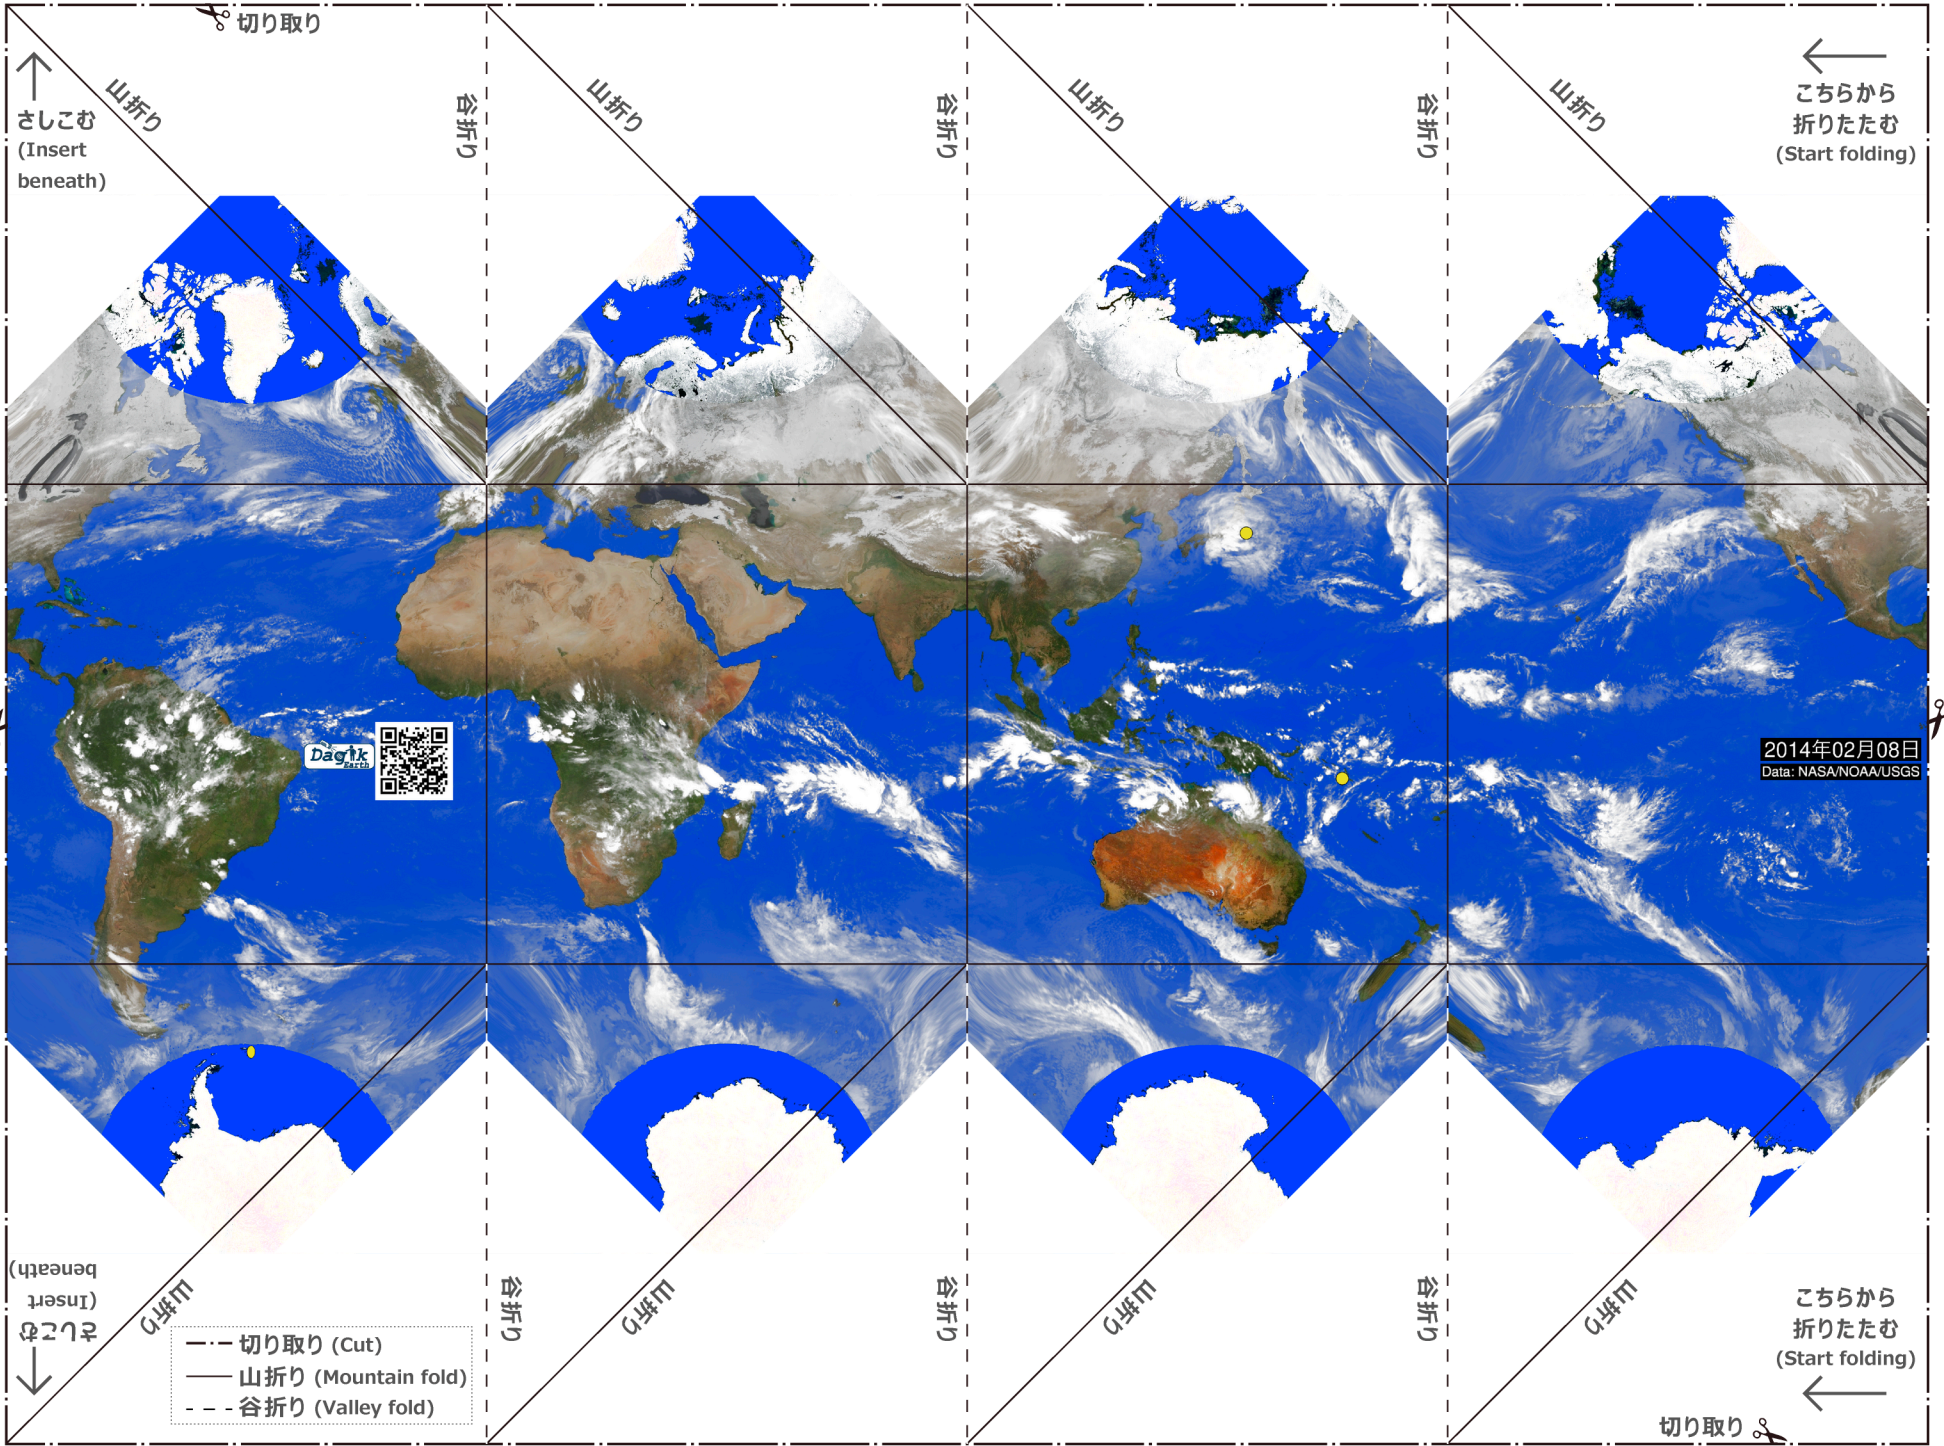 切り取り
山折り
谷折り
山折り
谷折り
山折り
谷折り
山折り
さしこむ
(Insert
beneath)
こちらから
折りたたむ
(Start folding)
Dagik
Earth
2014年02月08日
Data: NASA/NOAA/USGS
さしこむ
(Insert
beneath)
山折り
谷折り
山折り
谷折り
山折り
谷折り
山折り
こちらから
折りたたむ
(Start folding)
切り取り (Cut)
山折り (Mountain fold)
谷折り (Valley fold)
切り取り